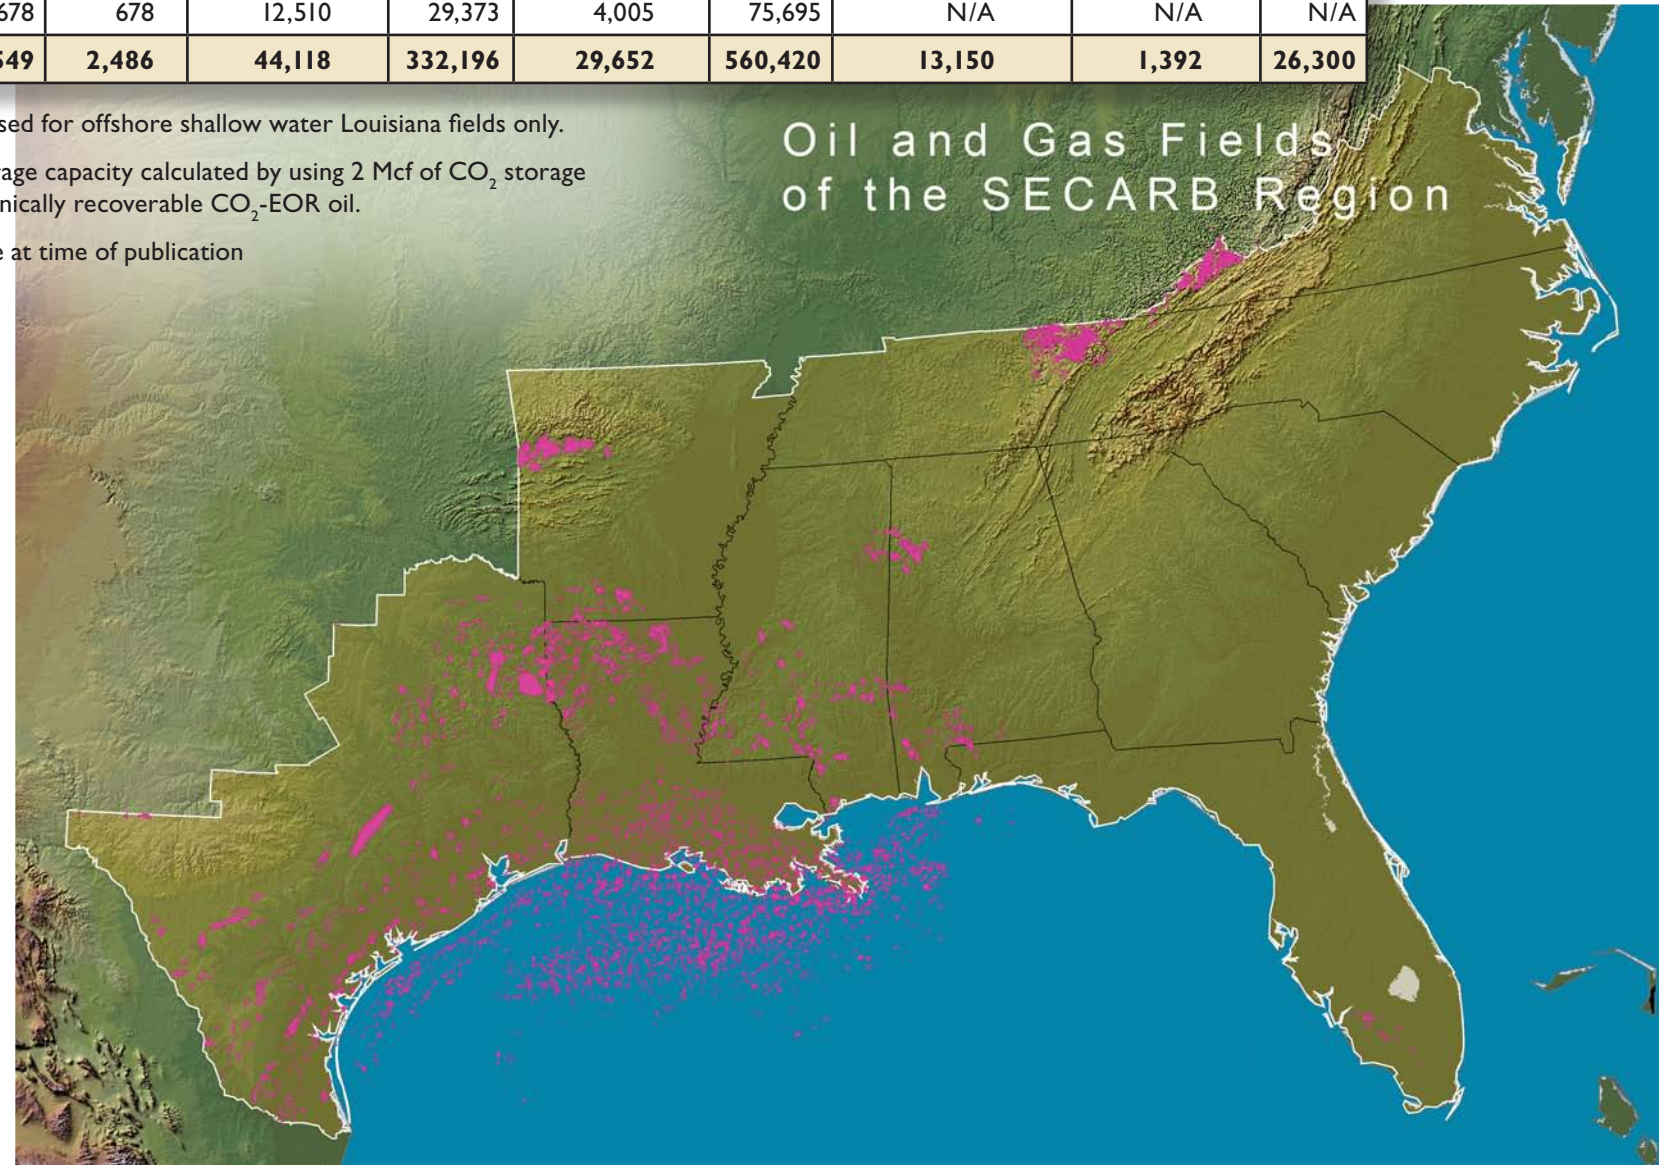 678 678 12,510 29,373 4,005 75,695 N/A N/A N/A
549 2,486 44,118 332,196 29,652 560,420 13,150 1,392 26,300
sed for offshore shallow water Louisiana fields only.
rage capacity calculated by using 2 Mcf of CO2 storage
nically recoverable CO2-EOR oil.
e at time of publication
Oil and Gas Fields
of the SECARB Region